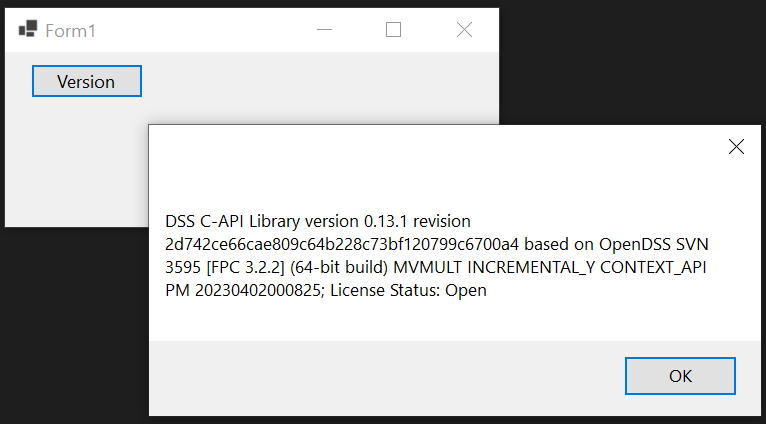 Form1
Version
DSS C-API Library version 0.13.1 revision
2d742ce66cae809c64b228c73bf120799c6700a4 based on OpenDSS SVN
3595 [FPC 3.2.2] (64-bit build) MVMULT INCREMENTAL_Y CONTEXT_API
PM 20230402000825; License Status: Open
OK